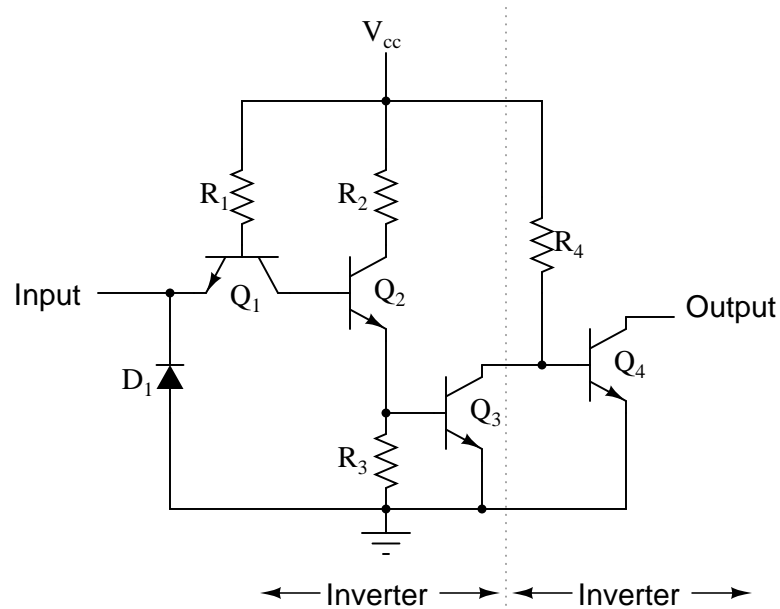 Vcc
R1
R2
R4
Input
Q1
Q2
Output
D1
Q3
Q4
R3
Inverter
Inverter